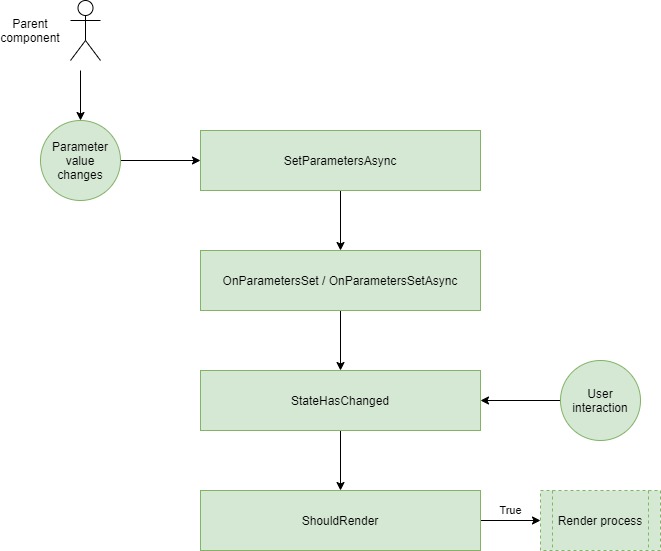 Parent
component
Parameter
value
changes
SetParametersAsync
OnParametersSet / OnParametersSetAsync
StateHasChanged
User
interaction
ShouldRender
True
Render process